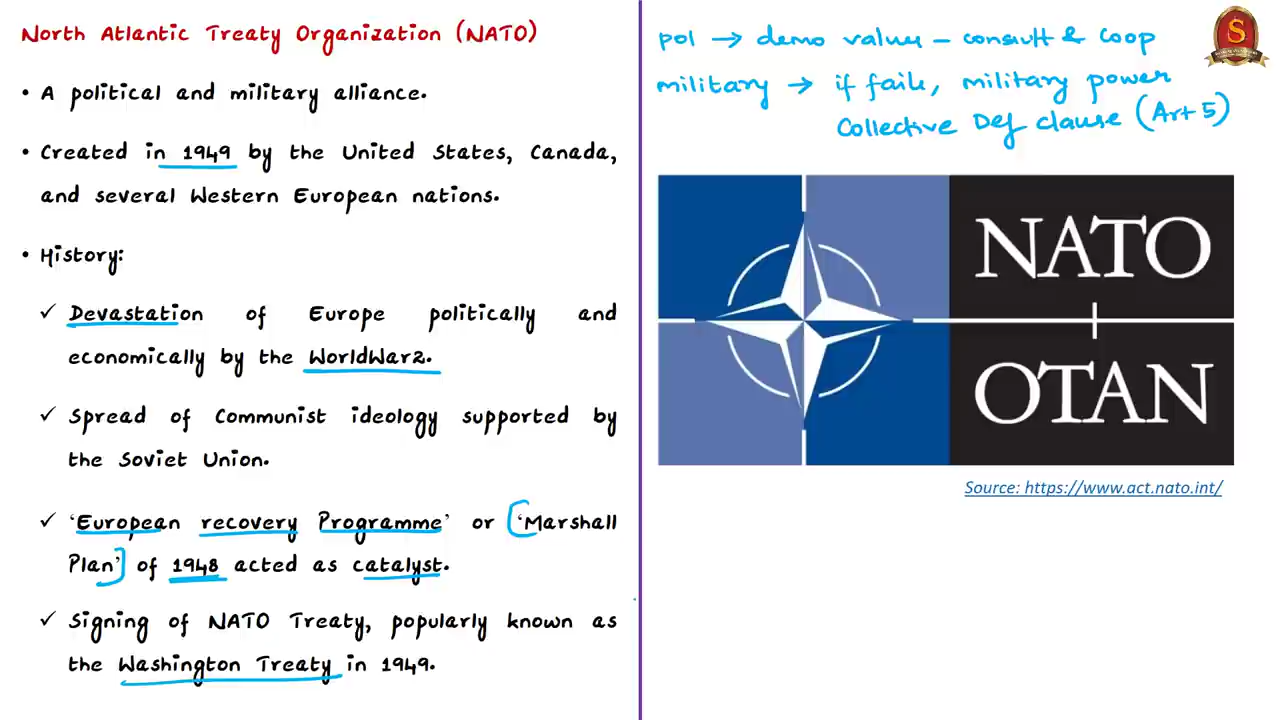 North Atlantic Treaty Organization (NATO)
• A political and military alliance.
• Created in 1949 by the United States, Canada,
and several Western European nations.
• History:
✓ Devastation of Europe politically and
economically by the WorldWar2.
✓ Spread of Communist ideology supported by
the Soviet Union.
✓ ‘European recovery Programme’ or [‘Marshall
Plan’] of 1948 acted as catalyst.
✓ Signing of NATO Treaty, popularly known as
the Washington Treaty in 1949.
pol → demo values – consult & coop
military → if fails, military power
Collective Def clause (Art 5)
NATO
OTAN
Source: https://www.act.nato.int/
S